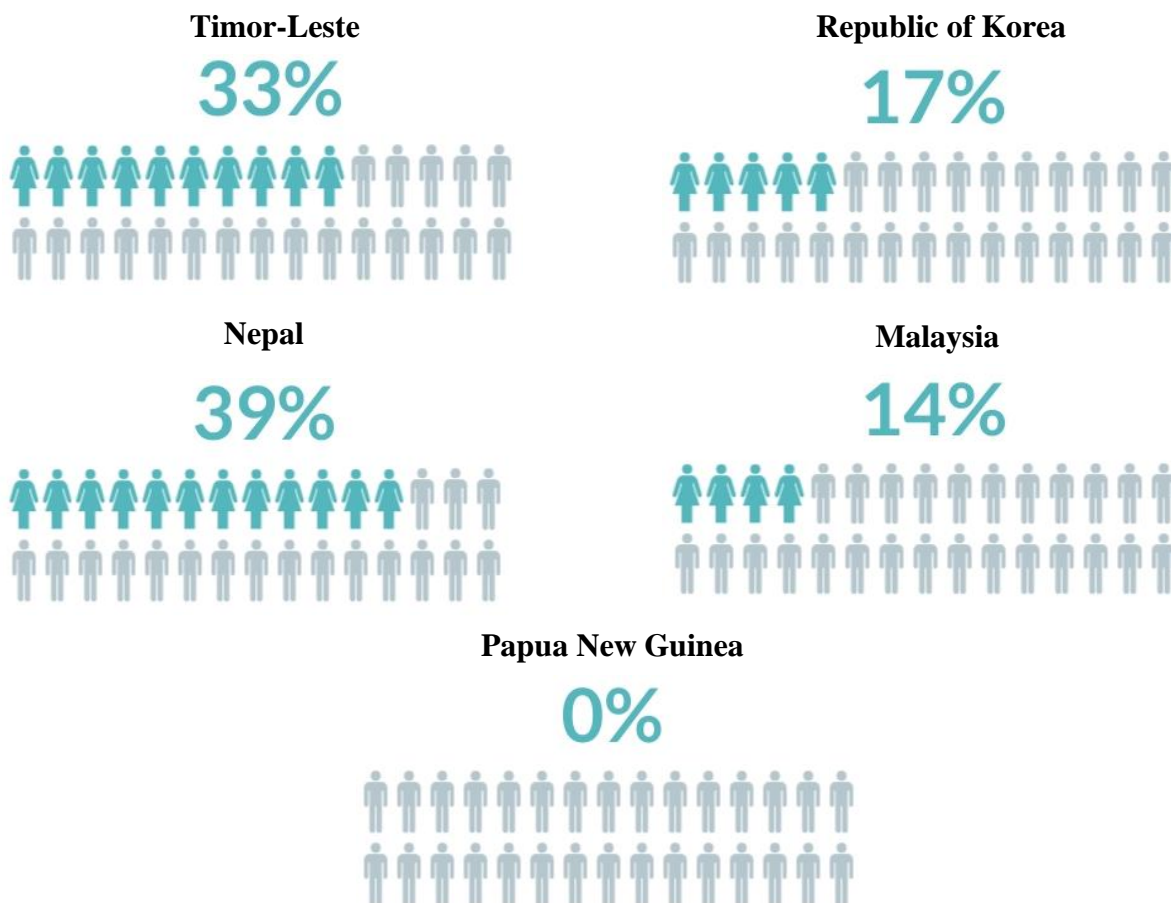 Timor-Leste
33%
Republic of Korea
17%
Nepal
39%
Malaysia
14%
Papua New Guinea
0%